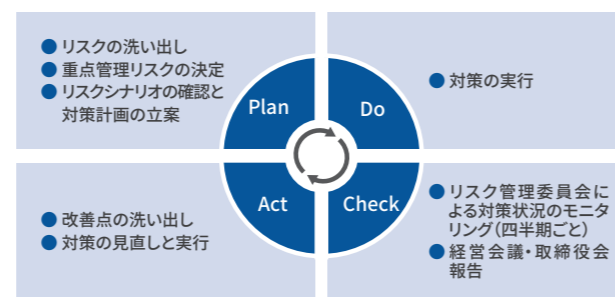 ● リスクの洗い出し
● 重点管理リスクの決定
● リスクシナリオの確認と
対策計画の立案
Plan
Do
● 対策の実行
Act
● 改善点の洗い出し
● 対策の見直しと実行
Check
● リスク管理委員会に
よる対策状況のモニタ
リング(四半期ごと)
● 経営会議・取締役会
報告